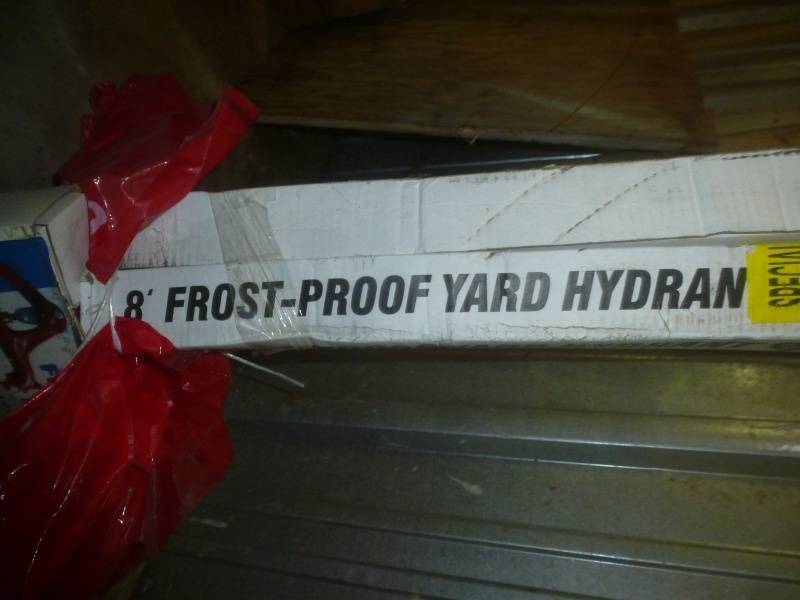 8' FROST-PROOF YARD HYDRAN
SPECIAL